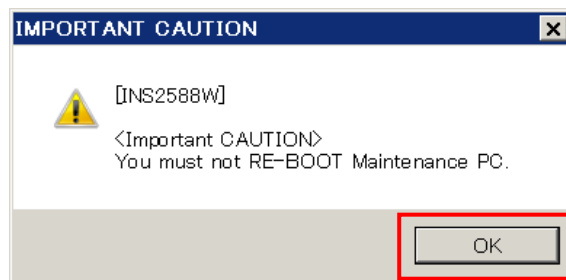 IMPORTANT CAUTION
[INS2588W]
<Important CAUTION>
You must not RE-BOOT Maintenance PC.
OK